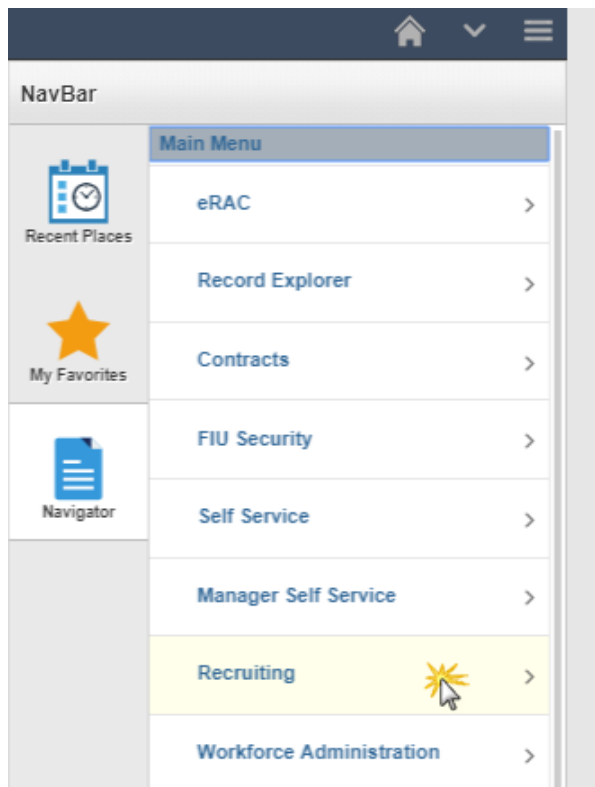 NavBar
Main Menu
Recent Places
My Favorites
Navigator
eRAC
Record Explorer
Contracts
FIU Security
Self Service
Manager Self Service
Recruiting
Workforce Administration